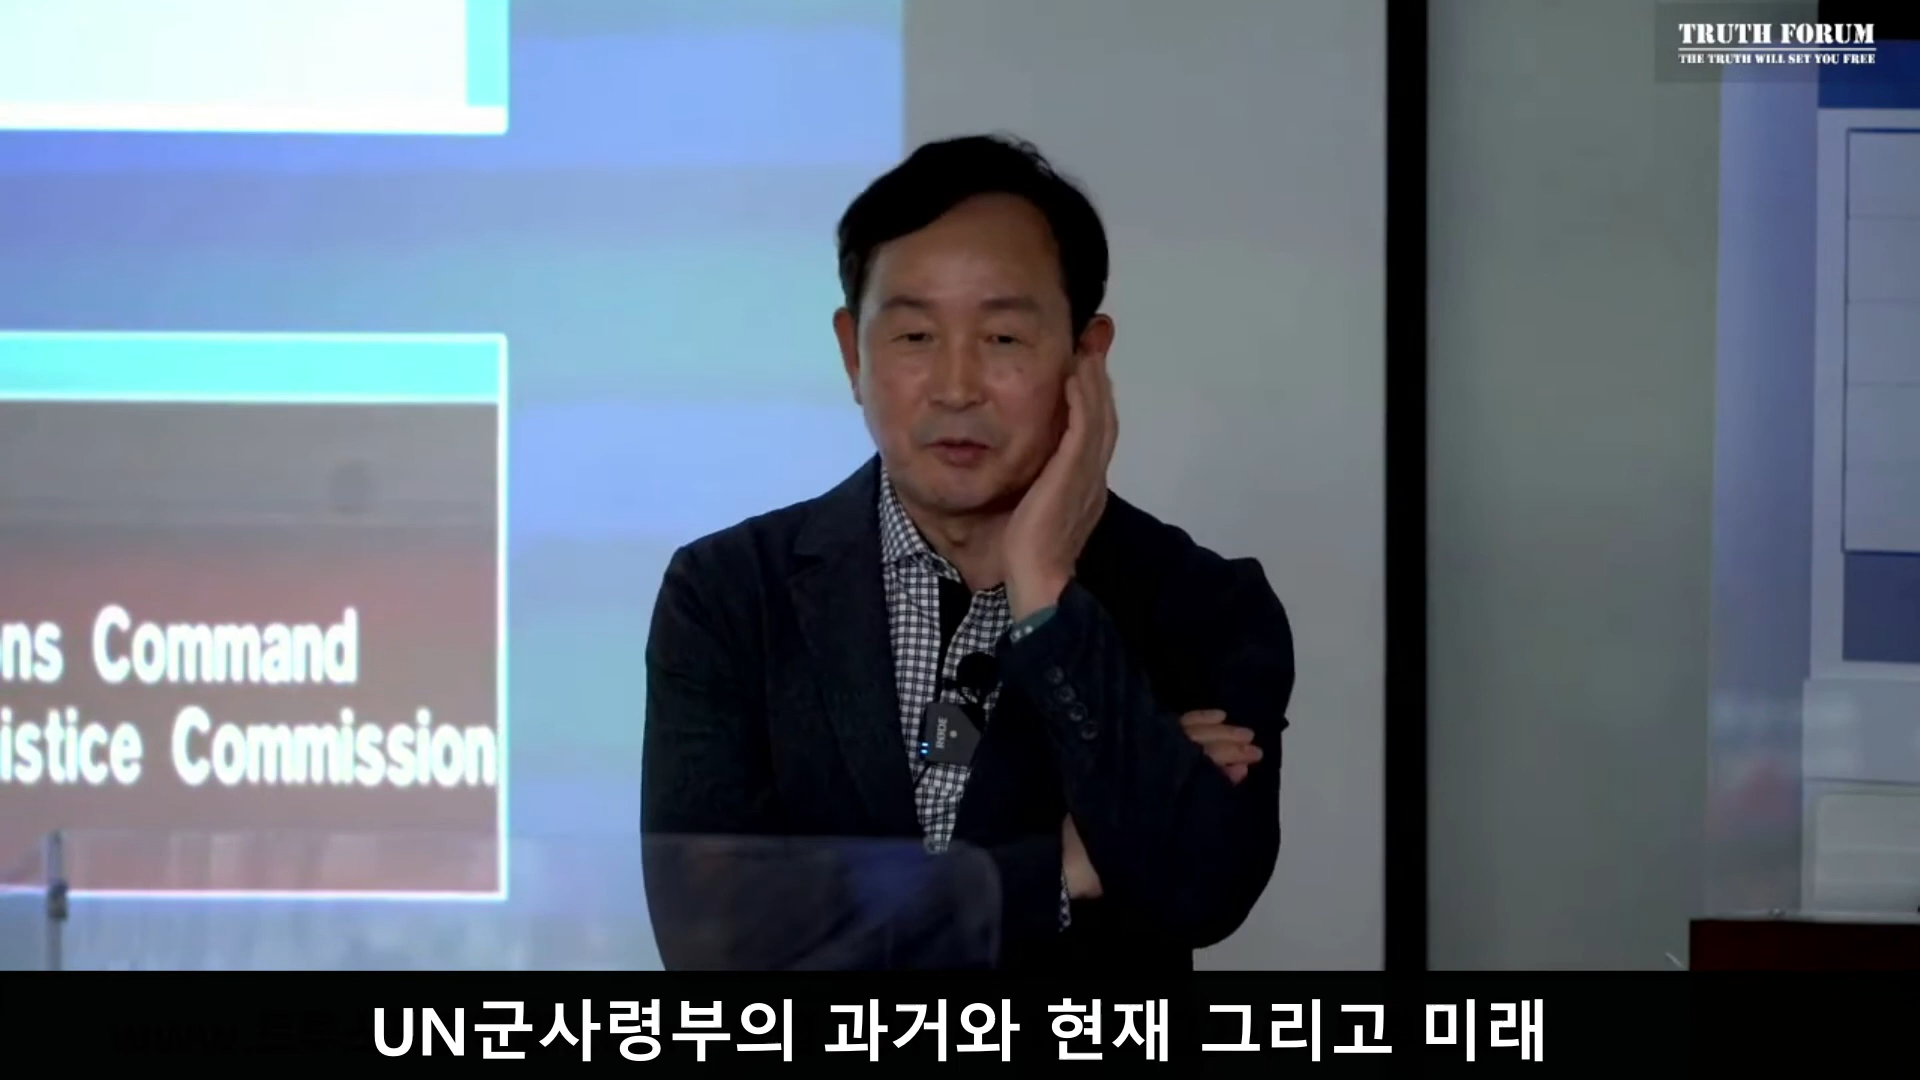 TRUTH FORUM
THE TRUTH WILL SET YOU FREE
ns Command
istice Commission
RØDE
UN군사령부의 과거와 현재 그리고 미래